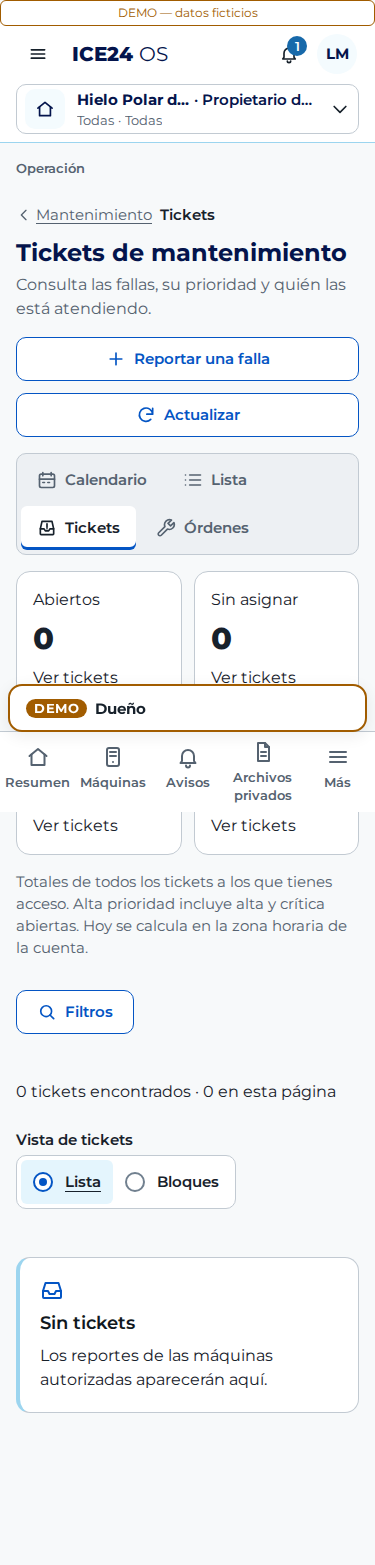 DEMO — datos ficticios
ICE24 OS
1
LM
Hielo Polar d... · Propietario d...
Todas · Todas
Operación
Mantenimiento Tickets
Tickets de mantenimiento
Consulta las fallas, su prioridad y quién las
está atendiendo.
Reportar una falla
Actualizar
Calendario Lista
Tickets Órdenes
Abiertos Sin asignar
0 0
Ver tickets Ver tickets
DEMO Dueño
Resumen Máquinas Avisos Archivos privados Más
Ver tickets Ver tickets
Totales de todos los tickets a los que tienes
acceso. Alta prioridad incluye alta y crítica
abiertas. Hoy se calcula en la zona horaria de
la cuenta.
Filtros
0 tickets encontrados · 0 en esta página
Vista de tickets
Lista Bloques
Sin tickets
Los reportes de las máquinas
autorizadas aparecerán aquí.